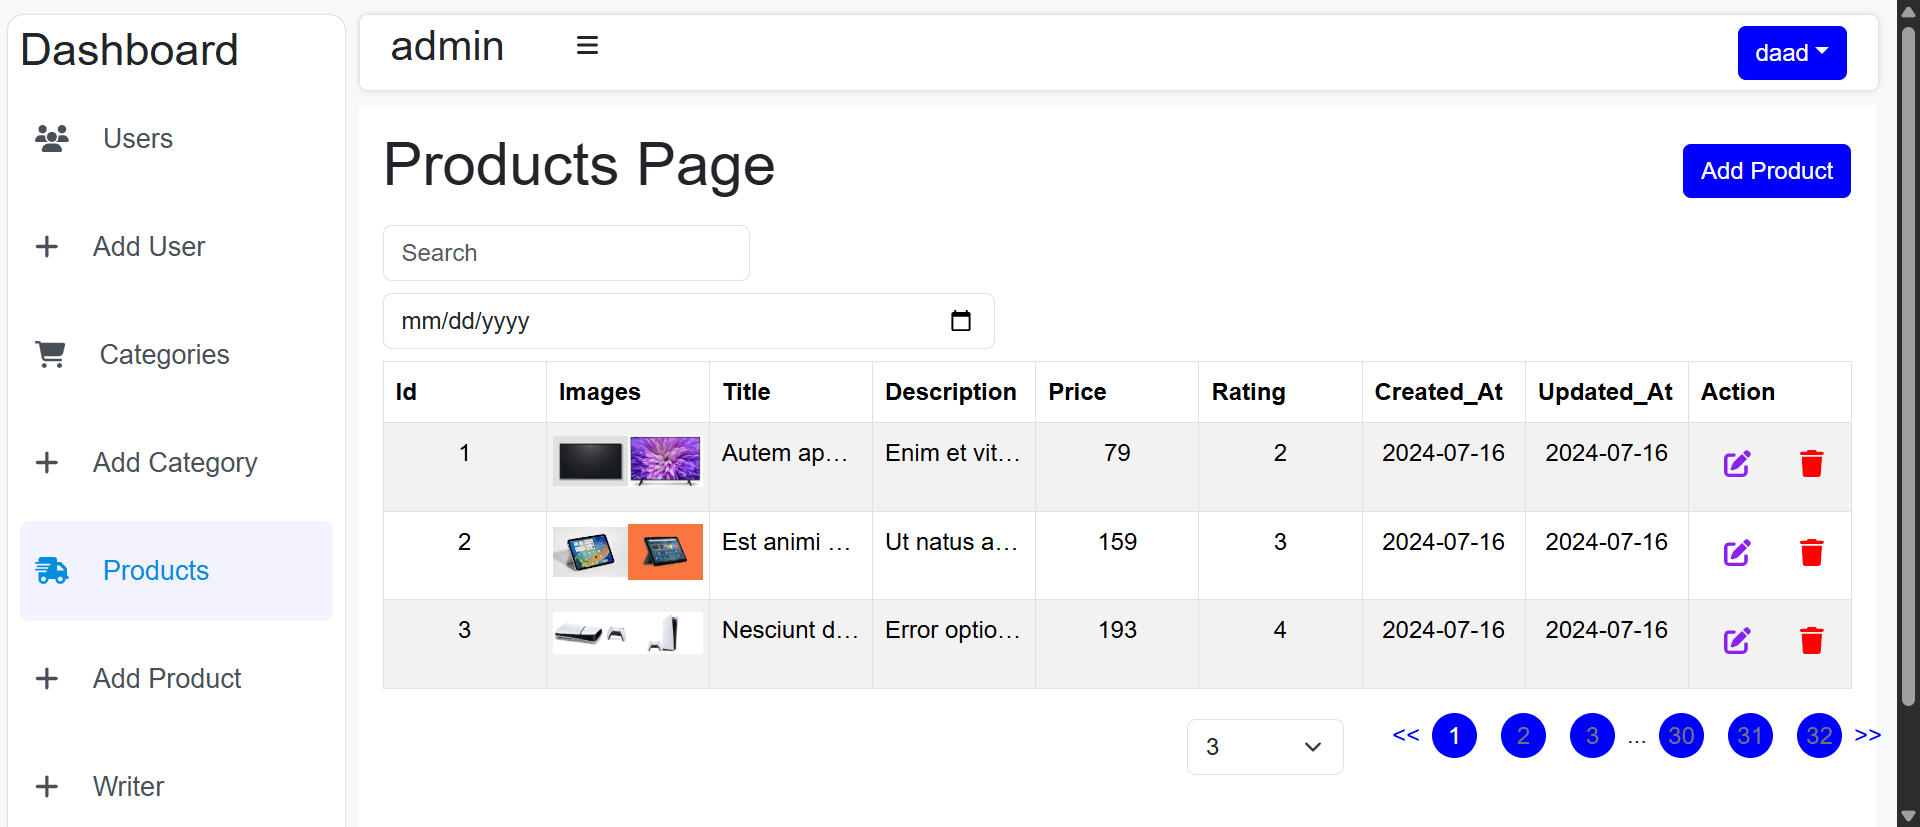 Dashboard
Users
Add User
Categories
Add Category
Products
Add Product
Writer
admin
daad
Products Page
Add Product
Search
mm/dd/yyyy
Id Images Title Description Price Rating Created_At Updated_At Action
1 Autem ap... Enim et vit... 79 2 2024-07-16 2024-07-16
2 Est animi ... Ut natus a... 159 3 2024-07-16 2024-07-16
3 Nesciunt d... Error optio... 193 4 2024-07-16 2024-07-16
3
<< 1 2 3 ... 30 31 32 >>